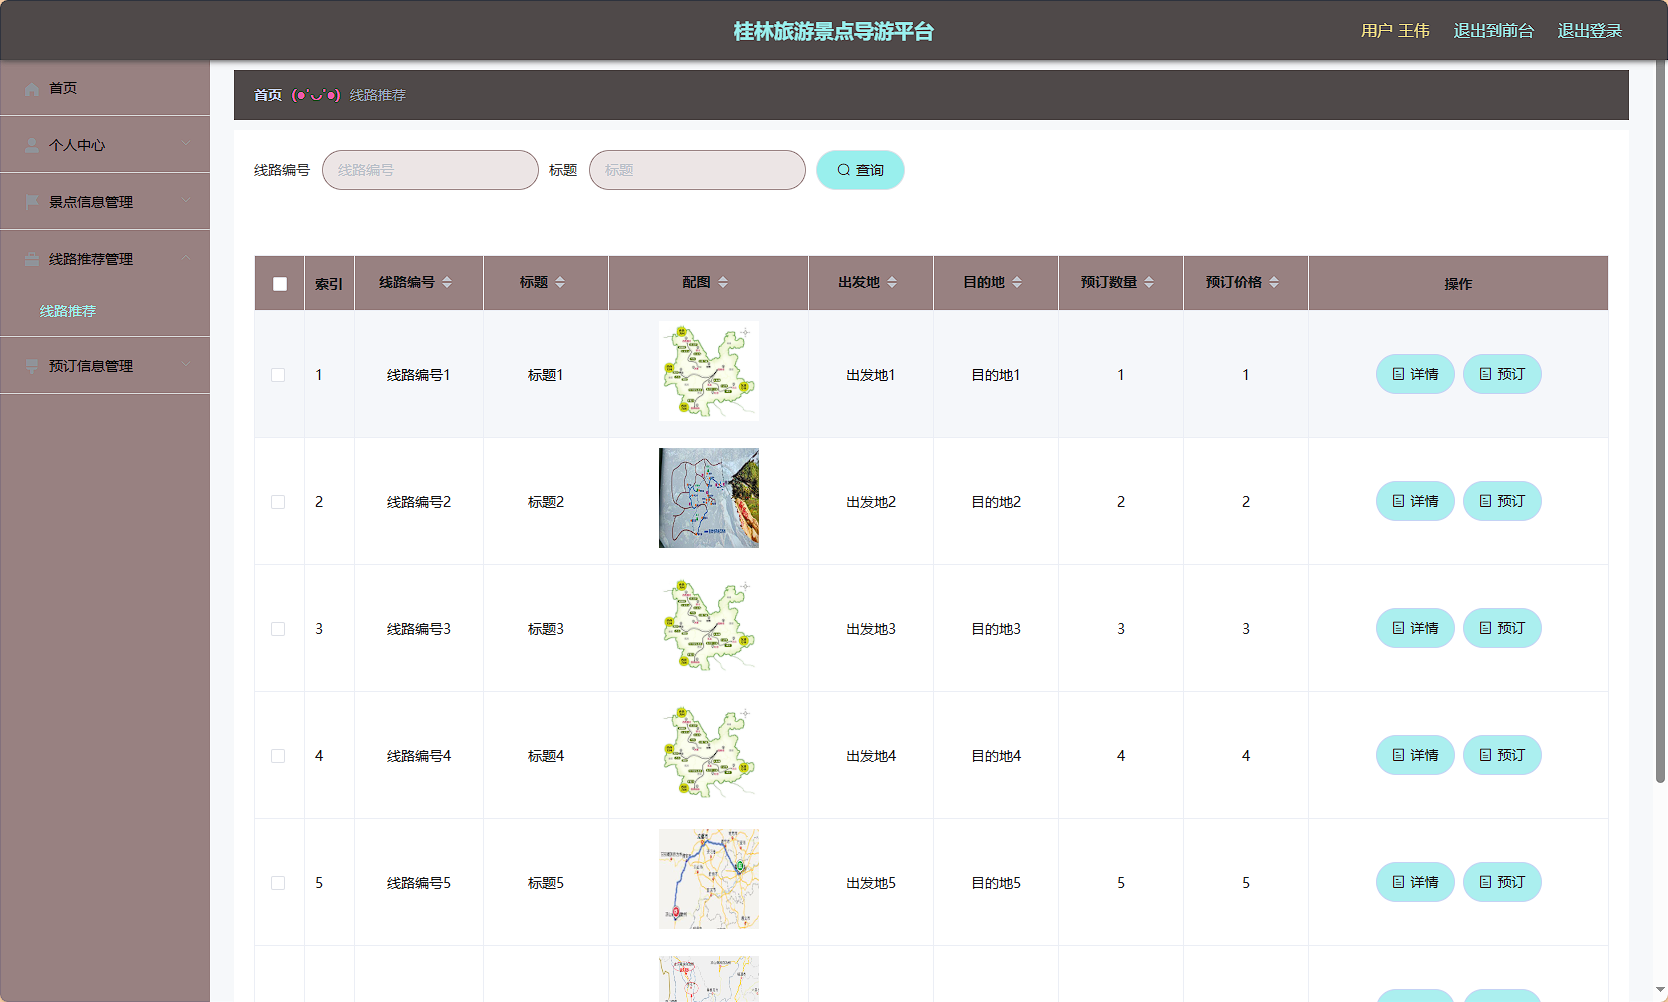 桂林旅游景点导游平台
用户 王伟 退出到前台 退出登录
首页
个人中心
景点信息管理
线路推荐管理
线路推荐
预订信息管理
首页 (●'◡'●) 线路推荐
线路编号 线路编号 标题 标题 查询
索引 线路编号 标题 配图 出发地 目的地 预订数量 预订价格 操作
1 线路编号1 标题1 出发地1 目的地1 1 1 详情 预订
2 线路编号2 标题2 出发地2 目的地2 2 2 详情 预订
3 线路编号3 标题3 出发地3 目的地3 3 3 详情 预订
4 线路编号4 标题4 出发地4 目的地4 4 4 详情 预订
5 线路编号5 标题5 出发地5 目的地5 5 5 详情 预订